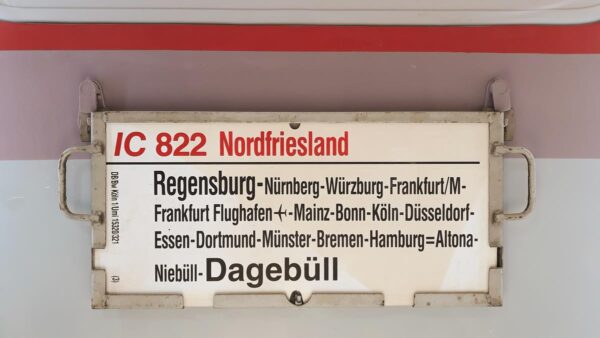 IC 822 Nordfriesland
Regensburg-Nürnberg-Würzburg-Frankfurt/M-
Frankfurt Flughafen✈-Mainz-Bonn-Köln-Düsseldorf-
Essen-Dortmund-Münster-Bremen-Hamburg=Altona-
Niebüll-Dagebüll